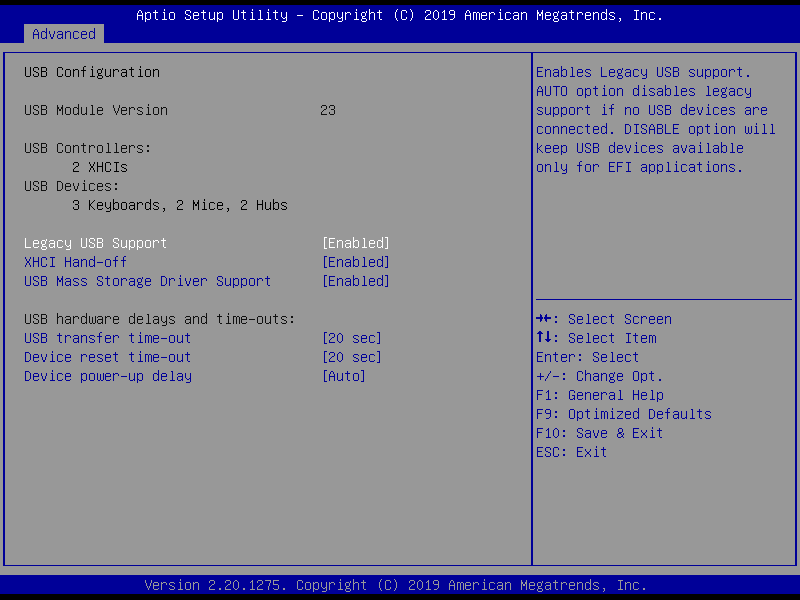 Aptio Setup Utility – Copyright (C) 2019 American Megatrends, Inc.
Advanced
USB Configuration
USB Module Version 23
USB Controllers:
2 XHCIs
USB Devices:
3 Keyboards, 2 Mice, 2 Hubs
Legacy USB Support [Enabled]
XHCI Hand-off [Enabled]
USB Mass Storage Driver Support [Enabled]
USB hardware delays and time-outs:
USB transfer time-out [20 sec]
Device reset time-out [20 sec]
Device power-up delay [Auto]
Enables Legacy USB support.
AUTO option disables legacy
support if no USB devices are
connected. DISABLE option will
keep USB devices available
only for EFI applications.
→←: Select Screen
↑↓: Select Item
Enter: Select
+/-: Change Opt.
F1: General Help
F9: Optimized Defaults
F10: Save & Exit
ESC: Exit
Version 2.20.1275. Copyright (C) 2019 American Megatrends, Inc.